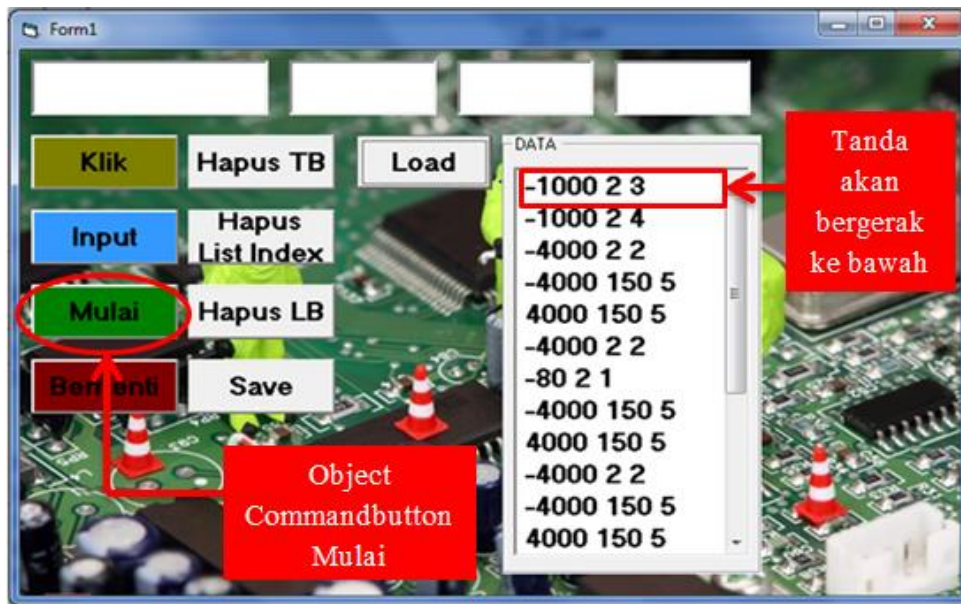 Form1
Klik
Hapus TB
Load
Input
Hapus
List Index
Mulai
Hapus LB
Berhenti
Save
DATA
-1000 2 3
-1000 2 4
-4000 2 2
-4000 150 5
4000 150 5
-4000 2 2
-80 2 1
-4000 150 5
4000 150 5
-4000 2 2
-4000 150 5
4000 150 5
Tanda
akan
bergerak
ke bawah
Object
Commandbutton
Mulai